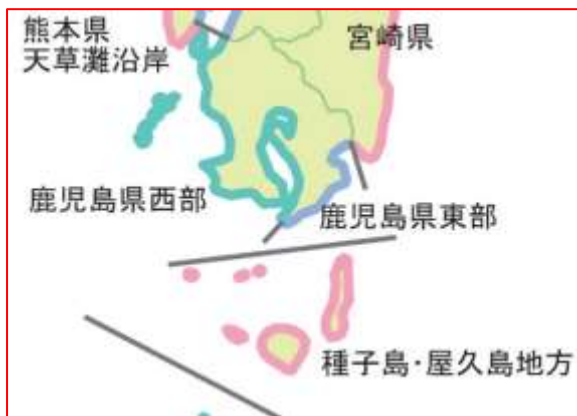 熊本県
天草灘沿岸
宮崎県
鹿児島県西部
鹿児島県東部
種子島･屋久島地方